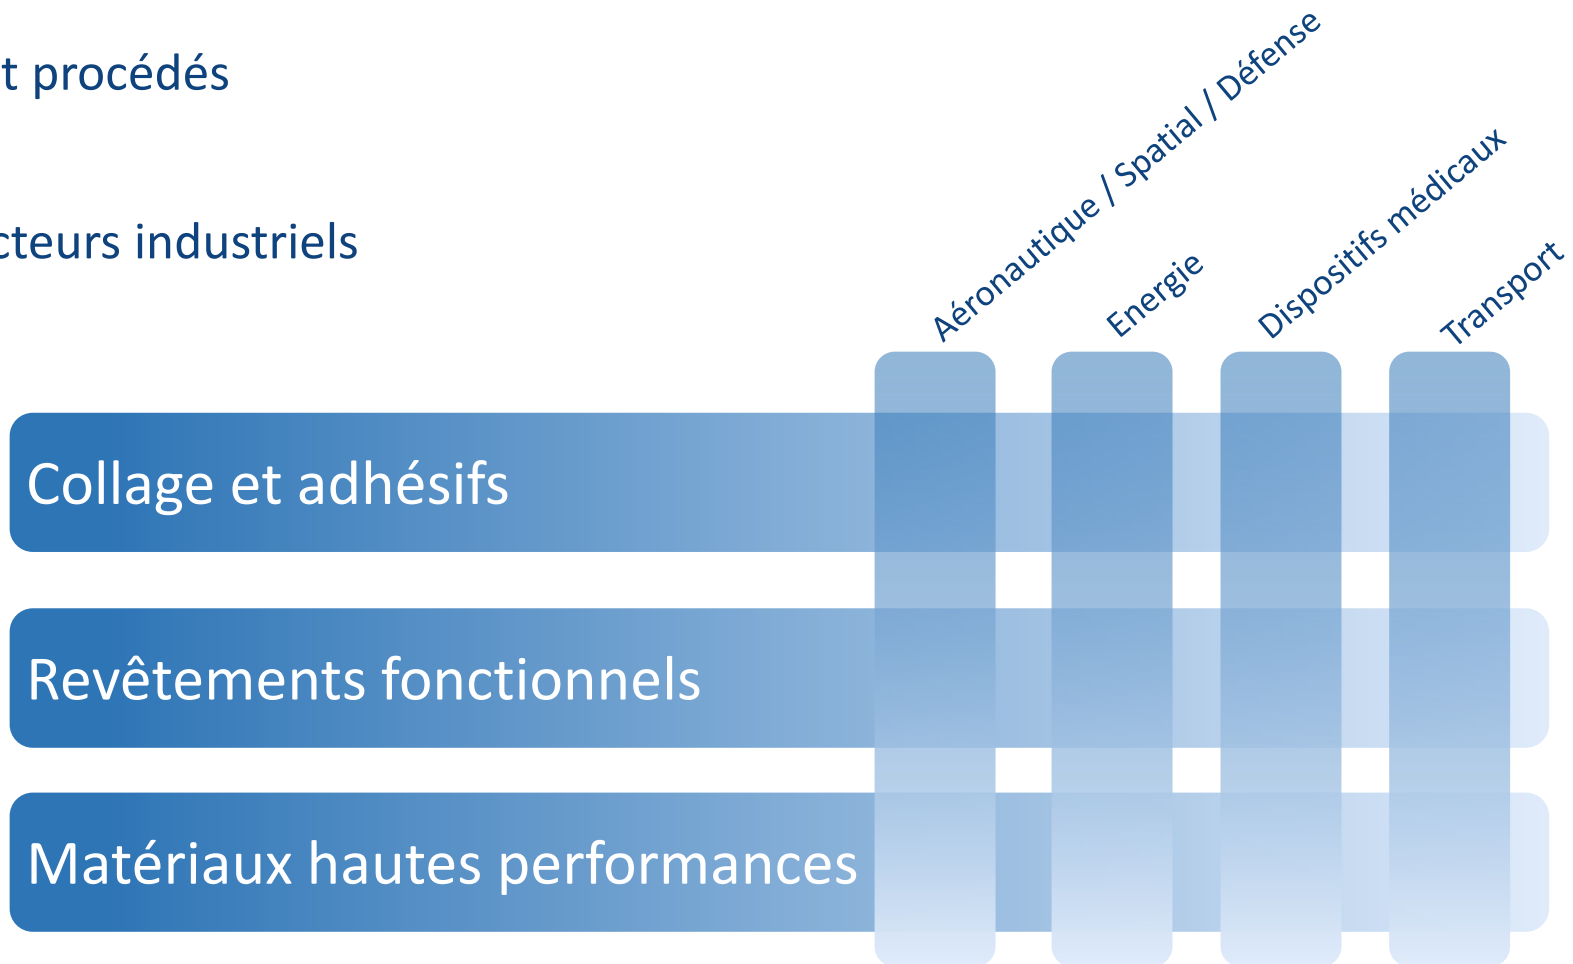 t procédés
cteurs industriels
Aéronautique / Spatial / Défense
Energie
Dispositifs médicaux
Transport
Collage et adhésifs
Revêtements fonctionnels
Matériaux hautes performances